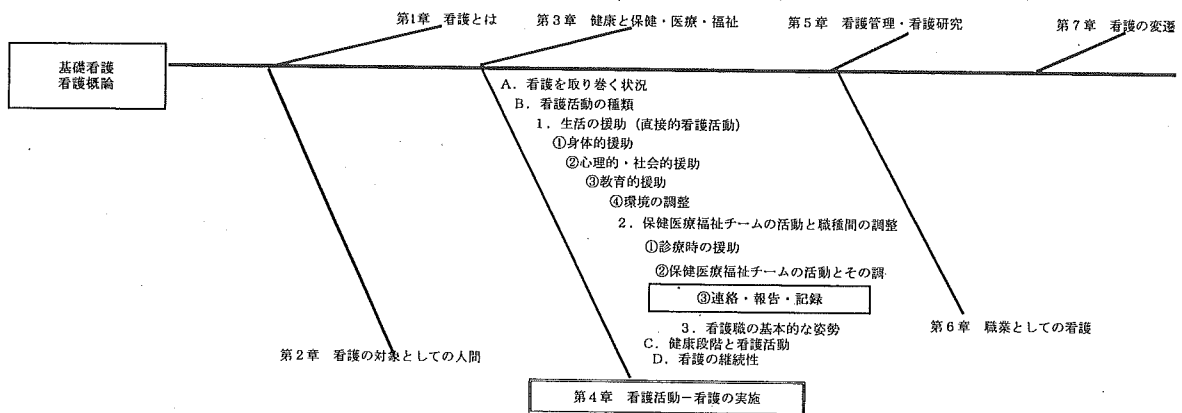 第1章 看護とは
第3章 健康と保健・医療・福祉
第5章 看護管理・看護研究
第7章 看護の変遷
基礎看護
看護概論
A．看護を取り巻く状況
B．看護活動の種類
1．生活の援助（直接的看護活動）
①身体的援助
②心理的・社会的援助
③教育的援助
④環境の調整
2．保健医療福祉チームの活動と職種間の調整
①診療時の援助
②保健医療福祉チームの活動とその調
③連絡・報告・記録
3．看護職の基本的な姿勢
C．健康段階と看護活動
D．看護の継続性
第2章 看護の対象としての人間
第6章 職業としての看護
第4章 看護活動－看護の実施